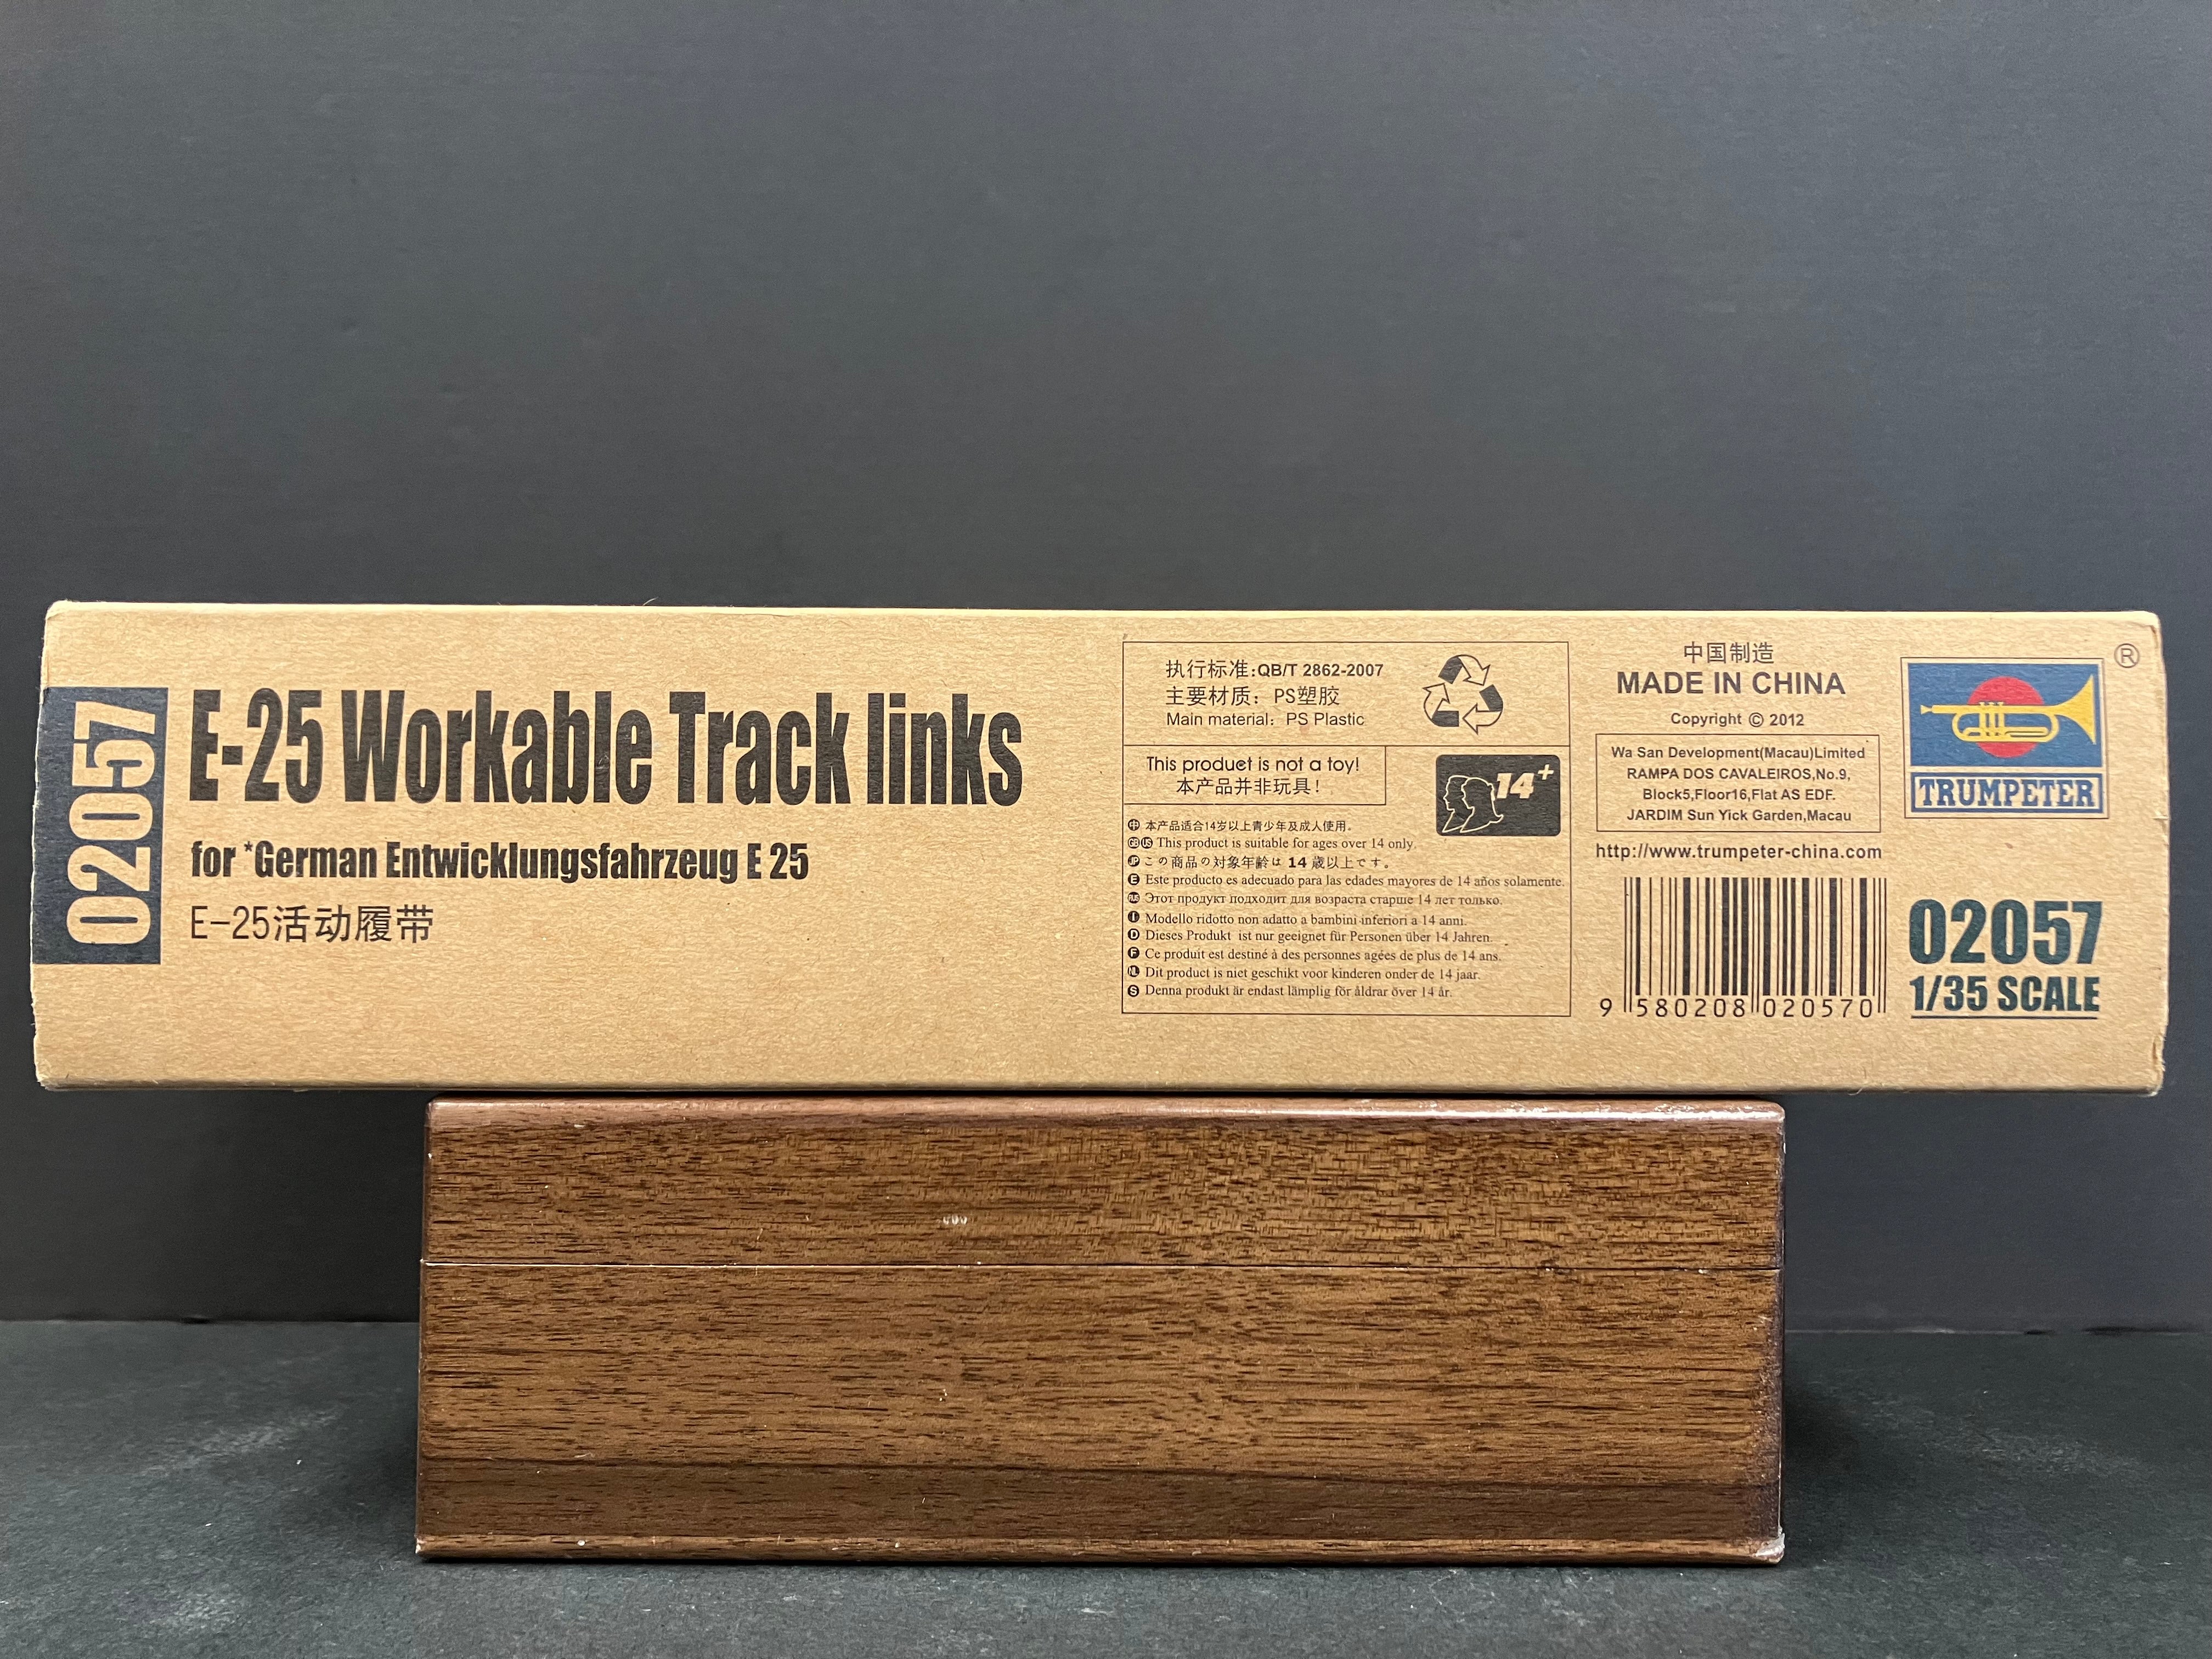 02057
E-25 Workable Track links
for *German Entwicklungsfahrzeug E 25
E-25活动履带
执行标准:QB/T 2862-2007
主要材质：PS塑胶
Main material：PS Plastic
This product is not a toy!
本产品并非玩具！
14+
中 本产品适合14岁以上青少年及成人使用。
GB US This product is suitable for ages over 14 only.
JP この商品の対象年齢は 14 歳以上です。
E Este producto es adecuado para las edades mayores de 14 años solamente.
RUS Этот продукт подходит для возраста старше 14 лет только.
I Modello ridotto non adatto a bambini inferiori a 14 anni.
D Dieses Produkt ist nur geeignet für Personen über 14 Jahren.
F Ce produit est destiné à des personnes agées de plus de 14 ans.
NL Dit product is niet geschikt voor kinderen onder de 14 jaar.
S Denna produkt är endast lämplig för åldrar över 14 år.
中国制造
MADE IN CHINA
Copyright © 2012
Wa San Development(Macau)Limited
RAMPA DOS CAVALEIROS,No.9,
Block5,Floor16,Flat AS EDF.
JARDIM Sun Yick Garden,Macau
http://www.trumpeter-china.com
9 580208 020570
®
TRUMPETER
02057
1/35 SCALE